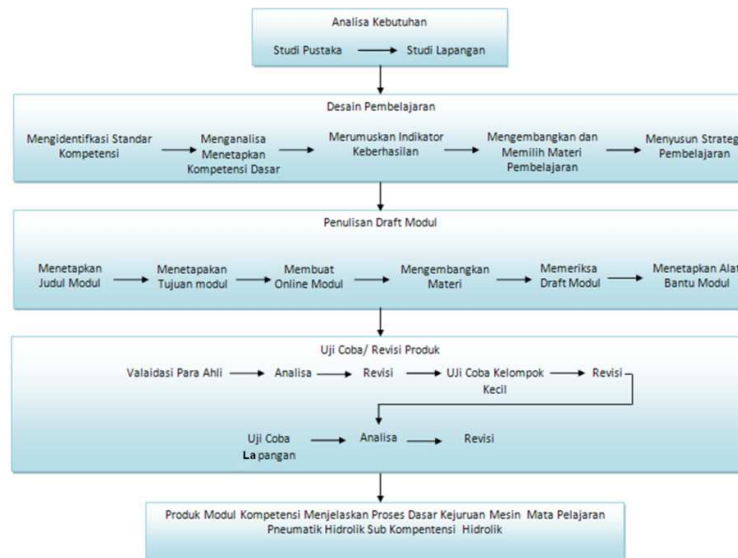 Analisa Kebutuhan
Studi Pustaka
Studi Lapangan
Desain Pembelajaran
Mengidentifkasi Standar
Kompetensi
Menganalisa
Menetapkan
Kompetensi Dasar
Merumuskan Indikator
Keberhasilan
Mengembangkan dan
Memilih Materi
Pembelajaran
Menyusun Strateg
Pembelajaran
Penulisan Draft Modul
Menetapkan
Judul Modul
Menetapakan
Tujuan modul
Membuat
Online Modul
Mengembangkan
Materi
Memeriksa
Draft Modul
Menetapkan Alat
Bantu Modul
Uji Coba/ Revisi Produk
Valaidasi Para Ahli
Analisa
Revisi
UJi Coba Kelompok
Kecil
Revisi
Uji Coba
Lapangan
Analisa
Revisi
Produk Modul Kompetensi Menjelaskan Proses Dasar Kejuruan Mesin Mata Pelajaran
Pneumatik Hidrolik Sub Kompentensi Hidrolik